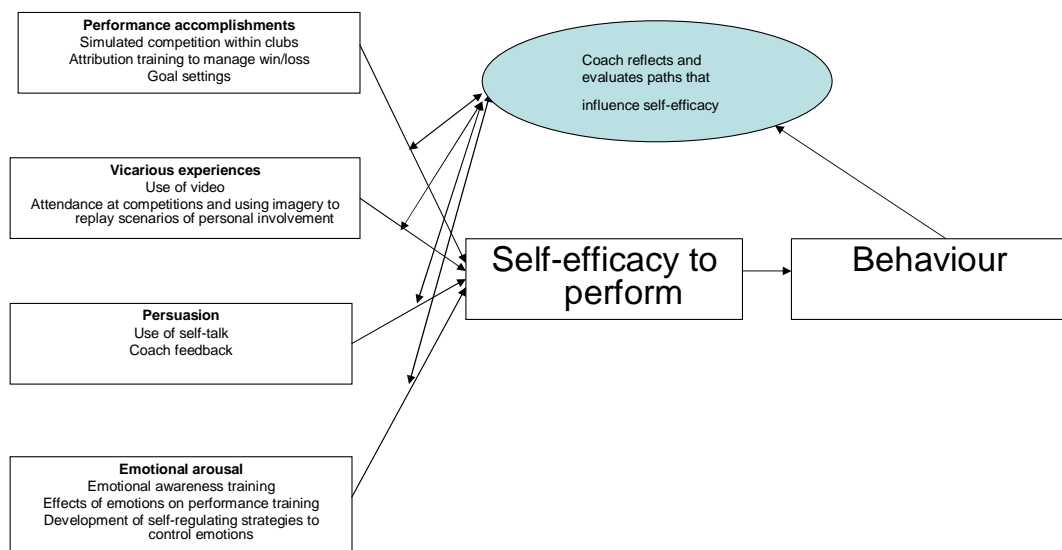 Performance accomplishments
Simulated competition within clubs
Attribution training to manage win/loss
Goal settings
Coach reflects and
evaluates paths that
influence self-efficacy
Vicarious experiences
Use of video
Attendance at competitions and using imagery to
replay scenarios of personal involvement
Self-efficacy to
perform
Behaviour
Persuasion
Use of self-talk
Coach feedback
Emotional arousal
Emotional awareness training
Effects of emotions on performance training
Development of self-regulating strategies to
control emotions